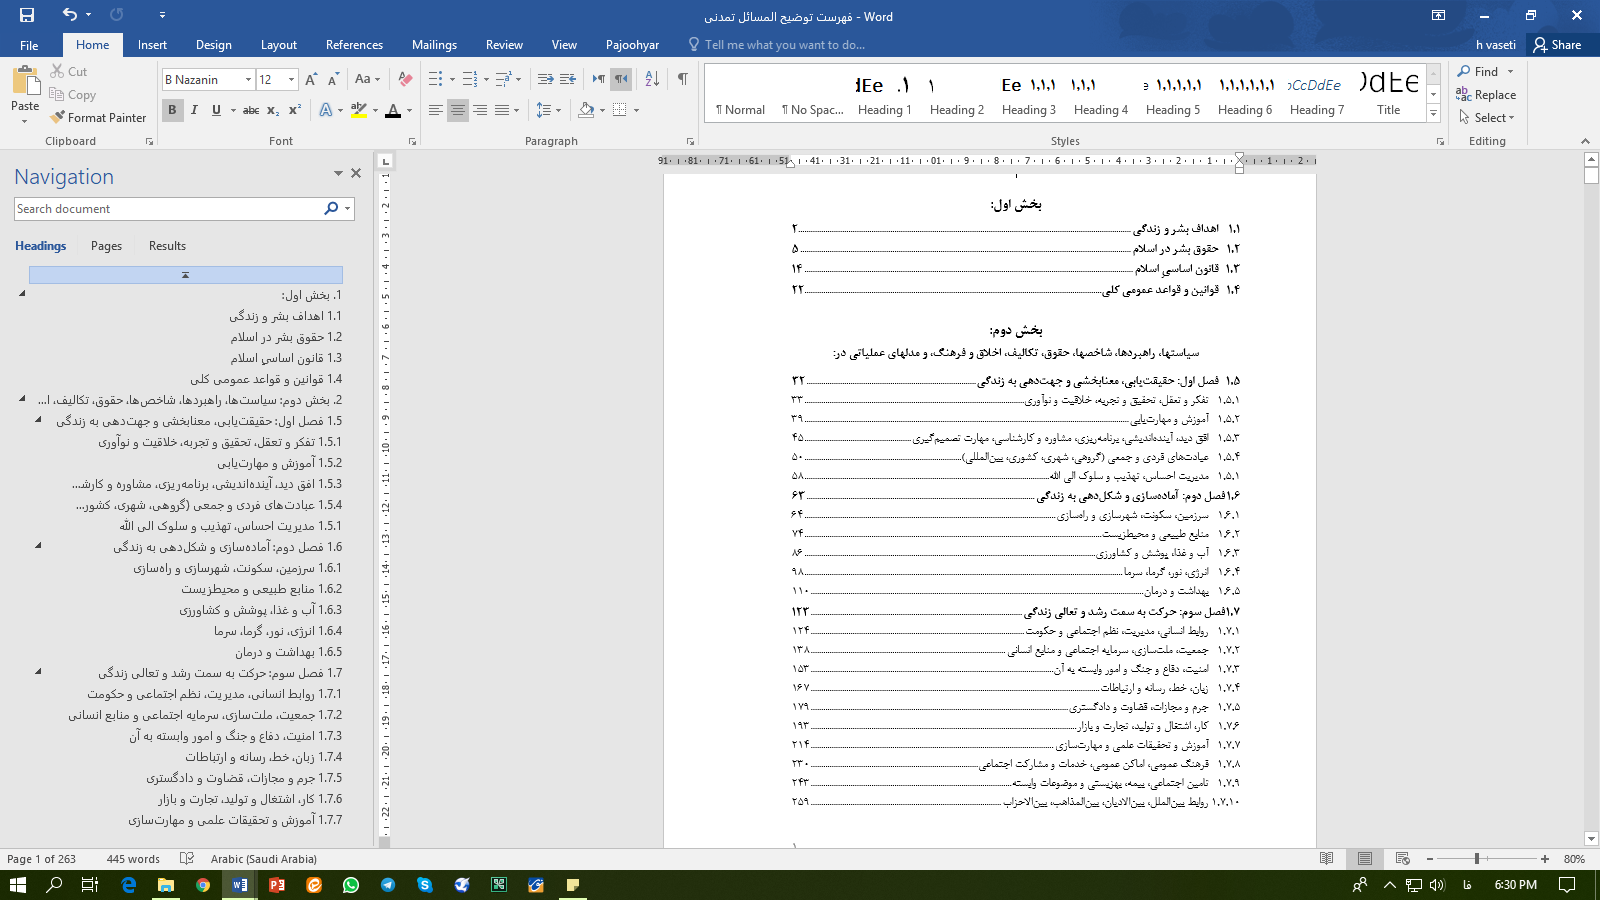 فهرست توضیح المسائل تمدنی - Word
File Home Insert Design Layout References Mailings Review View Pajoohyar Tell me what you want to do... h vaseti Share
Paste
Cut
Copy
Format Painter
B Nazanin 12
¶ Normal ¶ No Spac... Heading 1 Heading 2 Heading 3 Heading 4 Heading 5 Heading 6 Heading 7 Title
Find
Replace
Select
Clipboard Font Paragraph Styles Editing
Navigation
Search document
Headings Pages Results
1. بخش اول:
1.1 اهداف بشر و زندگی
1.2 حقوق بشر در اسلام
1.3 قانون اساسی اسلام
1.4 قوانین و قواعد عمومی کلی
2. بخش دوم: سیاست‌ها، راهبردها، شاخص‌ها، حقوق، تکالیف، ا...
1.5 فصل اول: حقیقت‌یابی، معنابخشی و جهت‌دهی به زندگی
1.5.1 تفکر و تعقل، تحقیق و تجربه، خلاقیت و نوآوری
1.5.2 آموزش و مهارت‌یابی
1.5.3 افق دید، آینده‌اندیشی، برنامه‌ریزی، مشاوره و کارشـ...
1.5.4 عبادت‌های فردی و جمعی (گروهی، شهری، کشور...
1.5.1 مدیریت احساس، تهذیب و سلوک الی الله
1.6 فصل دوم: آماده‌سازی و شکل‌دهی به زندگی
1.6.1 سرزمین، سکونت، شهرسازی و راه‌سازی
1.6.2 منابع طبیعی و محیطزیست
1.6.3 آب و غذا، پوشش و کشاورزی
1.6.4 انرژی، نور، گرما، سرما
1.6.5 بهداشت و درمان
1.7 فصل سوم: حرکت به سمت رشد و تعالی زندگی
1.7.1 روابط انسانی، مدیریت، نظم اجتماعی و حکومت
1.7.2 جمعیت، ملت‌سازی، سرمایه اجتماعی و منابع انسانی
1.7.3 امنیت، دفاع و جنگ و امور وابسته به آن
1.7.4 زبان، خط، رسانه و ارتباطات
1.7.5 جرم و مجازات، قضاوت و دادگستری
1.7.6 کار، اشتغال و تولید، تجارت و بازار
1.7.7 آموزش و تحقیقات علمی و مهارت‌سازی
بخش اول:
۱.۱ اهداف بشر و زندگی ۲
۱.۲ حقوق بشر در اسلام ۵
۱.۳ قانون اساسی اسلام ۱۴
۱.۴ قوانین و قواعد عمومی کلی ۲۲
بخش دوم:
سیاستها، راهبردها، شاخصها، حقوق، تکالیف، اخلاق و فرهنگ، و مدلهای عملیاتی در:
۱.۵ فصل اول: حقیقت‌یابی، معنابخشی و جهت‌دهی به زندگی ۳۲
۱.۵.۱ تفکر و تعقل، تحقیق و تجربه، خلاقیت و نوآوری ۳۳
۱.۵.۲ آموزش و مهارت‌یابی ۳۹
۱.۵.۳ افق دید، آینده‌اندیشی، برنامه‌ریزی، مشاوره و کارشناسی، مهارت تصمیم‌گیری ۴۵
۱.۵.۴ عبادت‌های فردی و جمعی (گروهی، شهری، کشوری، بین‌المللی) ۵۰
۱.۵.۱ مدیریت احساس، تهذیب و سلوک الی الله ۵۸
۱.۶ فصل دوم: آماده‌سازی و شکل‌دهی به زندگی ۶۳
۱.۶.۱ سرزمین، سکونت، شهرسازی و راه‌سازی ۶۴
۱.۶.۲ منابع طبیعی و محیطزیست ۷۴
۱.۶.۳ آب و غذا، پوشش و کشاورزی ۸۶
۱.۶.۴ انرژی، نور، گرما، سرما ۹۸
۱.۶.۵ بهداشت و درمان ۱۱۰
۱.۷ فصل سوم: حرکت به سمت رشد و تعالی زندگی ۱۲۳
۱.۷.۱ روابط انسانی، مدیریت، نظم اجتماعی و حکومت ۱۲۴
۱.۷.۲ جمعیت، ملت‌سازی، سرمایه اجتماعی و منابع انسانی ۱۳۸
۱.۷.۳ امنیت، دفاع و جنگ و امور وابسته به آن ۱۵۳
۱.۷.۴ زبان، خط، رسانه و ارتباطات ۱۶۷
۱.۷.۵ جرم و مجازات، قضاوت و دادگستری ۱۷۹
۱.۷.۶ کار، اشتغال و تولید، تجارت و بازار ۱۹۳
۱.۷.۷ آموزش و تحقیقات علمی و مهارت‌سازی ۲۱۴
۱.۷.۸ فرهنگ عمومی، اماکن عمومی، خدمات و مشارکت اجتماعی ۲۳۰
۱.۷.۹ تامین اجتماعی، بیمه، بهزیستی و موضوعات وابسته ۲۴۳
۱.۷.۱۰ روابط بین‌الملل، بین‌الادیان، بین‌المذاهب، بین‌الاحزاب ۲۵۹
Page 1 of 263 445 words Arabic (Saudi Arabia) 80%
فا 6:30 PM